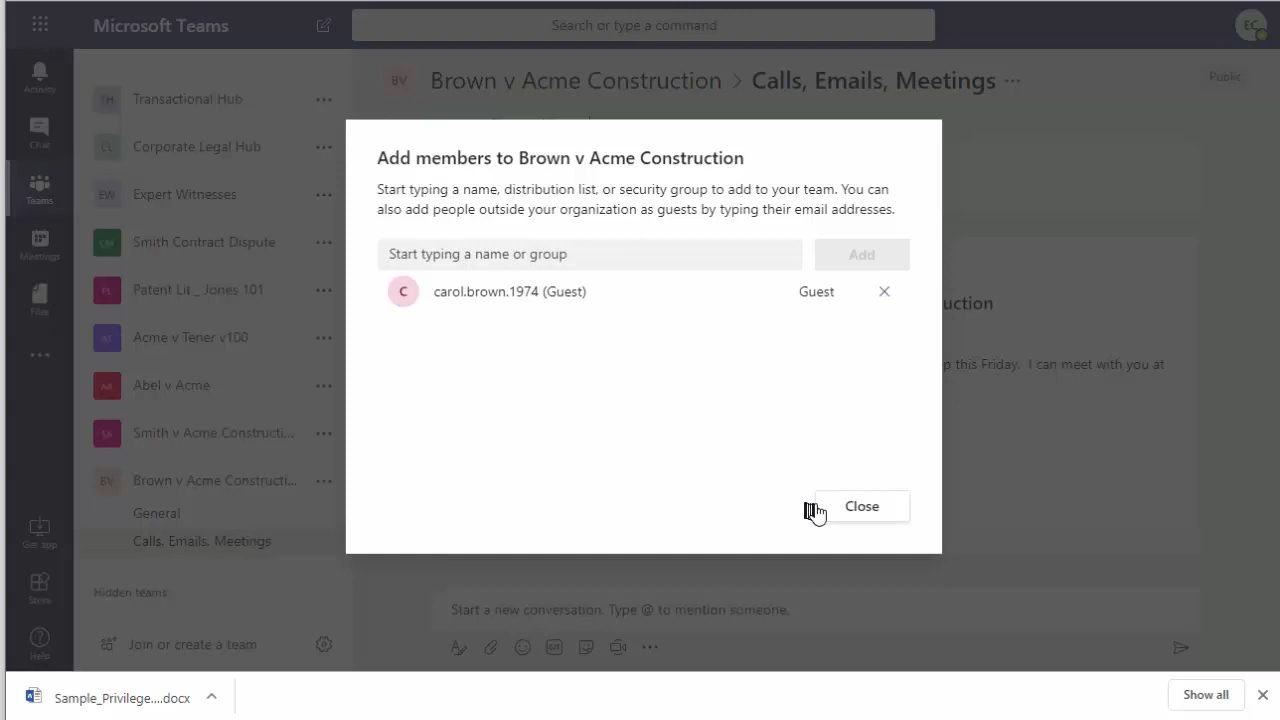 Microsoft Teams
Search or type a command
EC
Activity
Chat
Teams
Meetings
Files
Get app
Store
Help
TH Transactional Hub
CL Corporate Legal Hub
EW Expert Witnesses
Smith Contract Dispute
PL Patent Lit _ Jones 101
AT Acme v Tener v100
Abel v Acme
Smith v Acme Constructi...
BV Brown v Acme Constructi...
General
Calls, Emails, Meetings
Hidden teams
Join or create a team
BV Brown v Acme Construction > Calls, Emails, Meetings ...
Public
Add members to Brown v Acme Construction
Start typing a name, distribution list, or security group to add to your team. You can
also add people outside your organization as guests by typing their email addresses.
Start typing a name or group
Add
C carol.brown.1974 (Guest)
Guest
Close
uction
p this Friday. I can meet with you at
Start a new conversation. Type @ to mention someone.
GIF
Sample_Privilege....docx
Show all